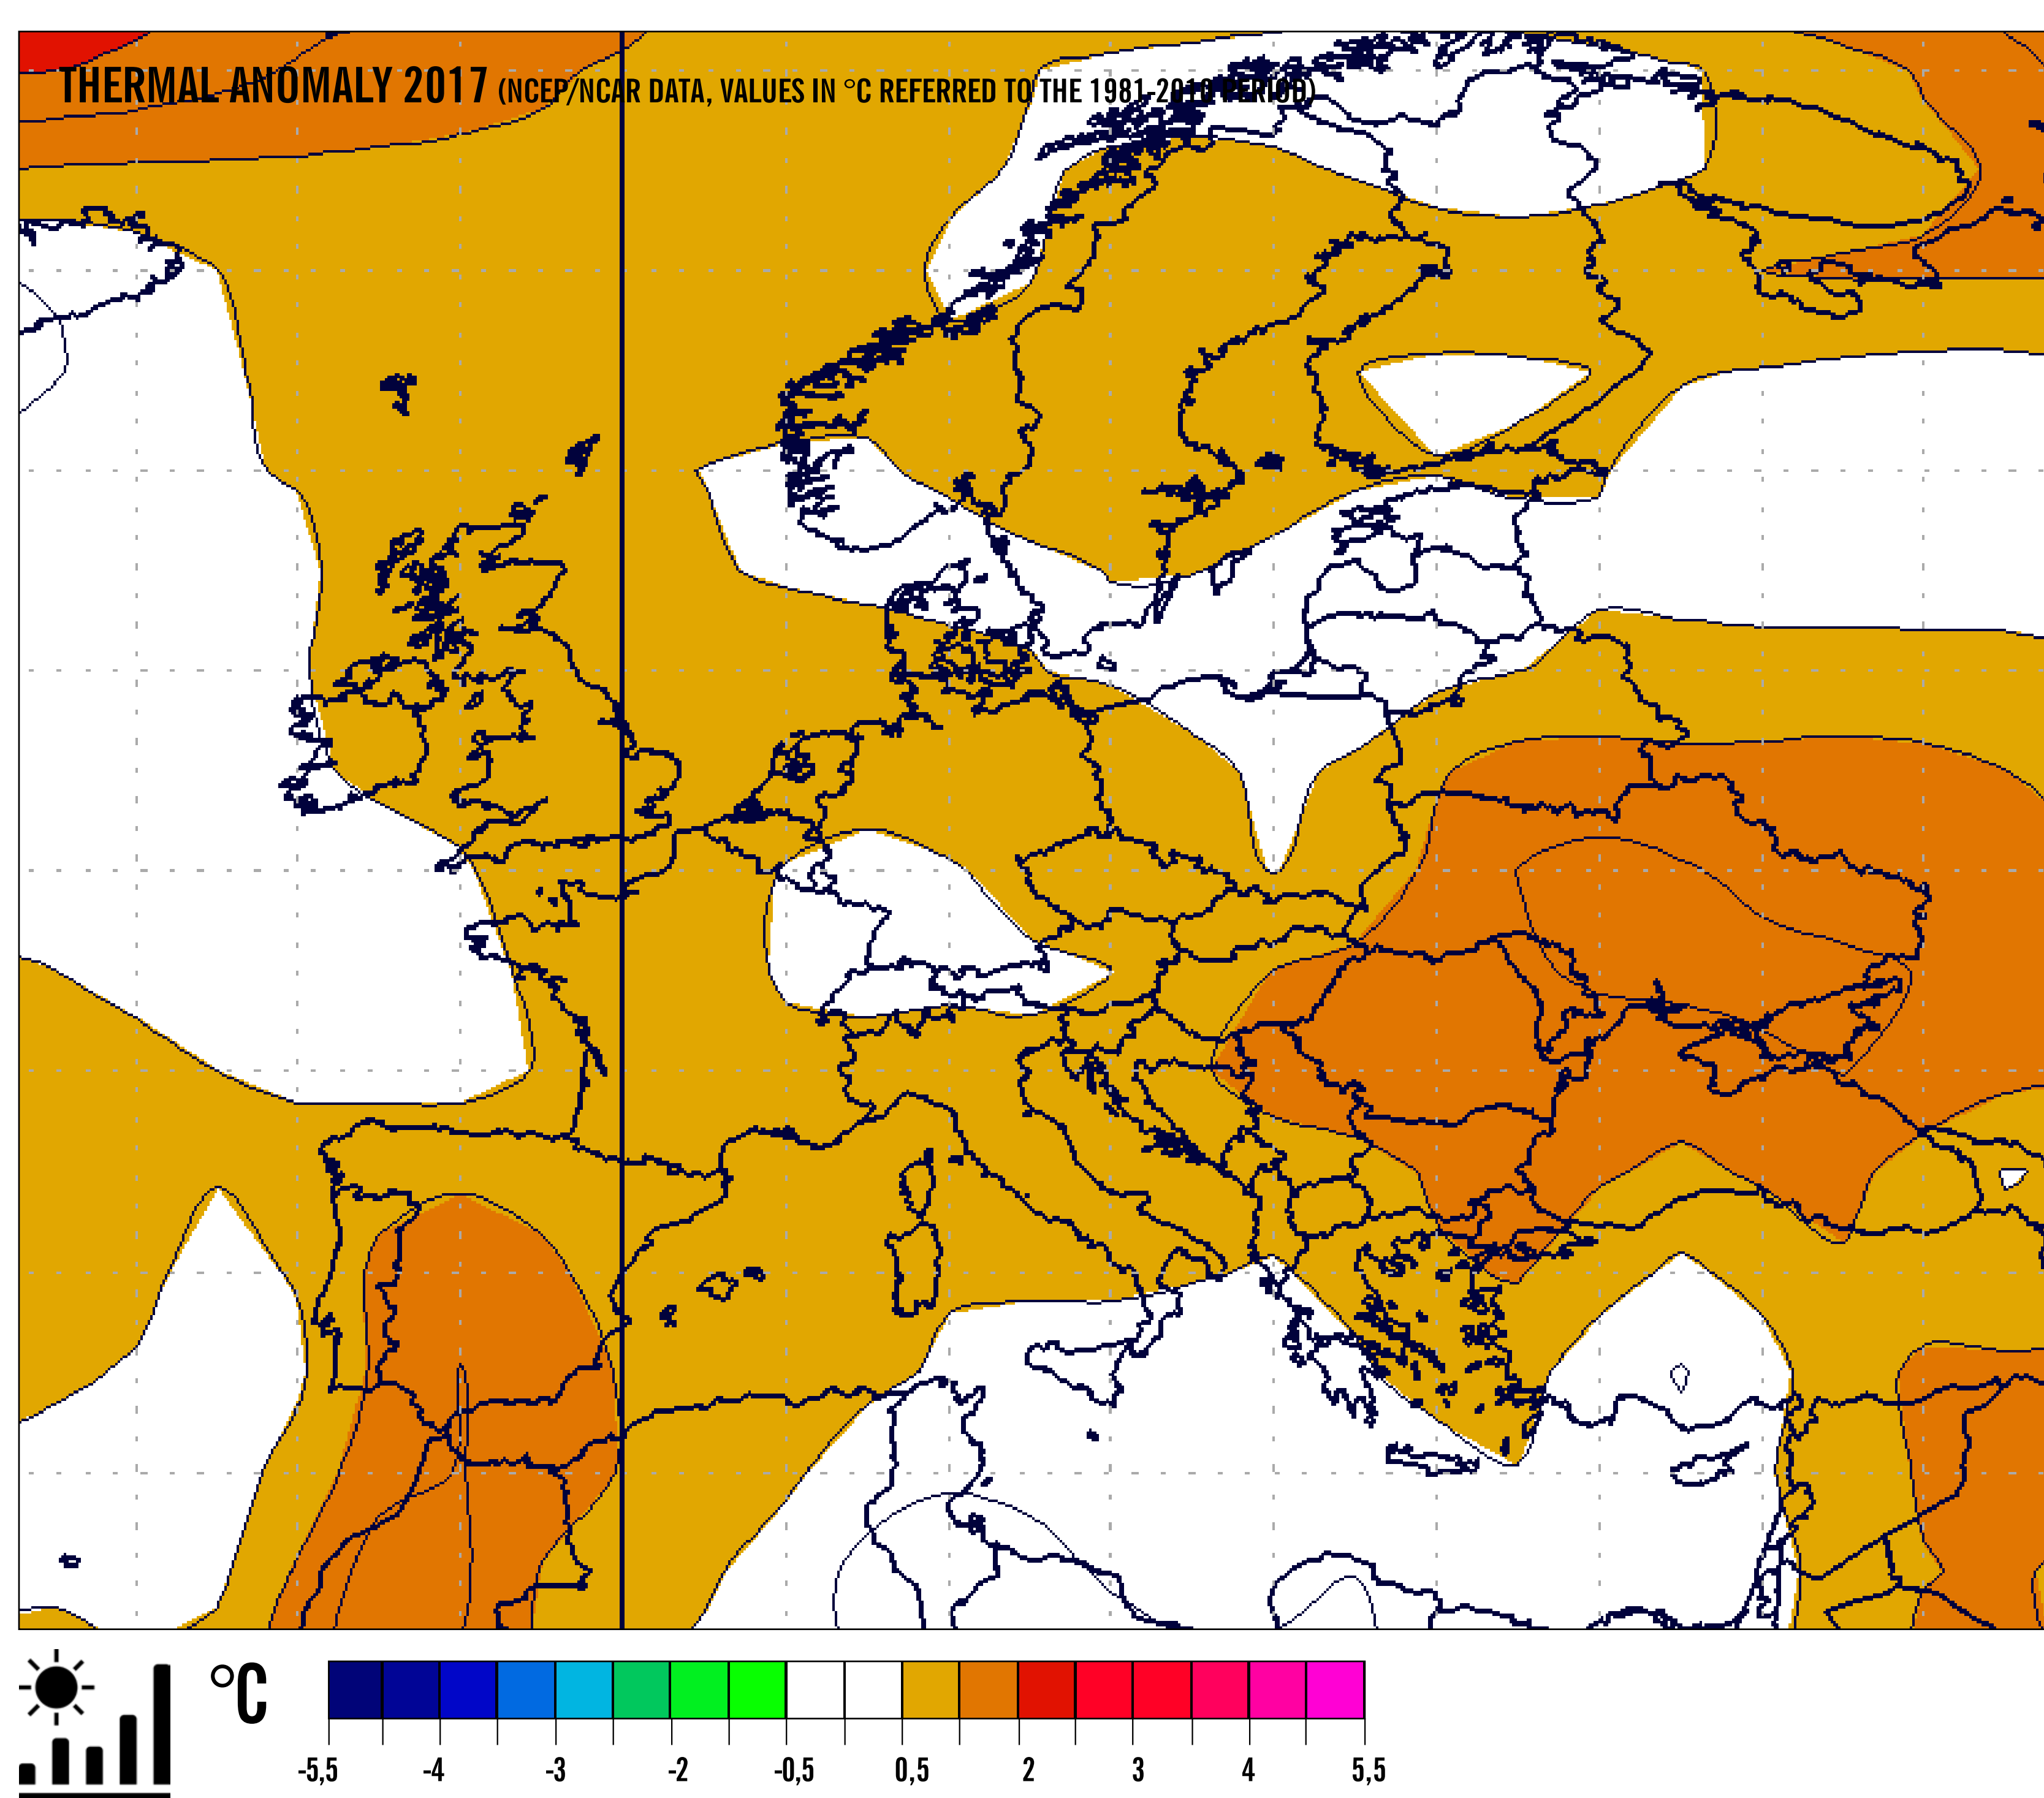 THERMAL ANOMALY 2017 (NCEP/NCAR DATA, VALUES IN °C REFERRED TO THE 1981-2010 PERIOD)
°C
-5,5 -4 -3 -2 -0,5 0,5 2 3 4 5,5